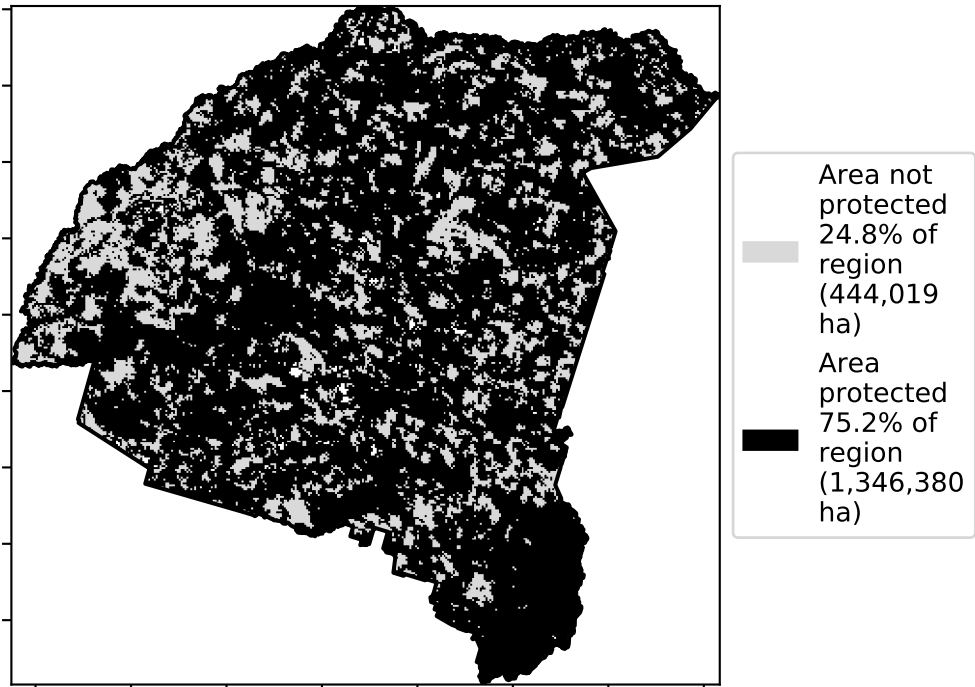 Area not
protected
24.8% of
region
(444,019
ha)
Area
protected
75.2% of
region
(1,346,380
ha)